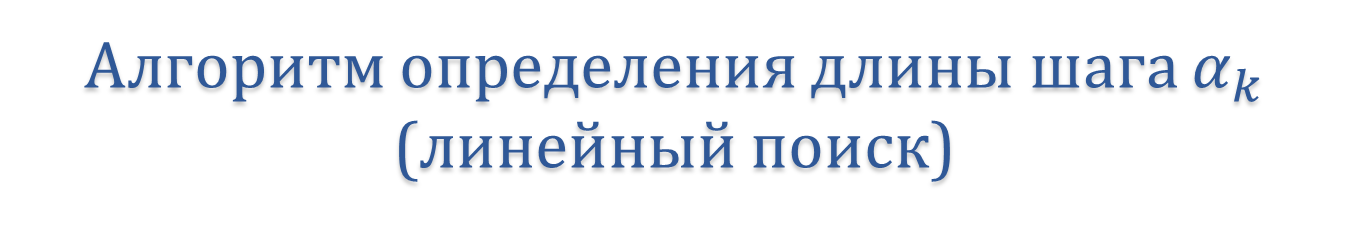 Алгоритм определения длины шага αₖ
(линейный поиск)